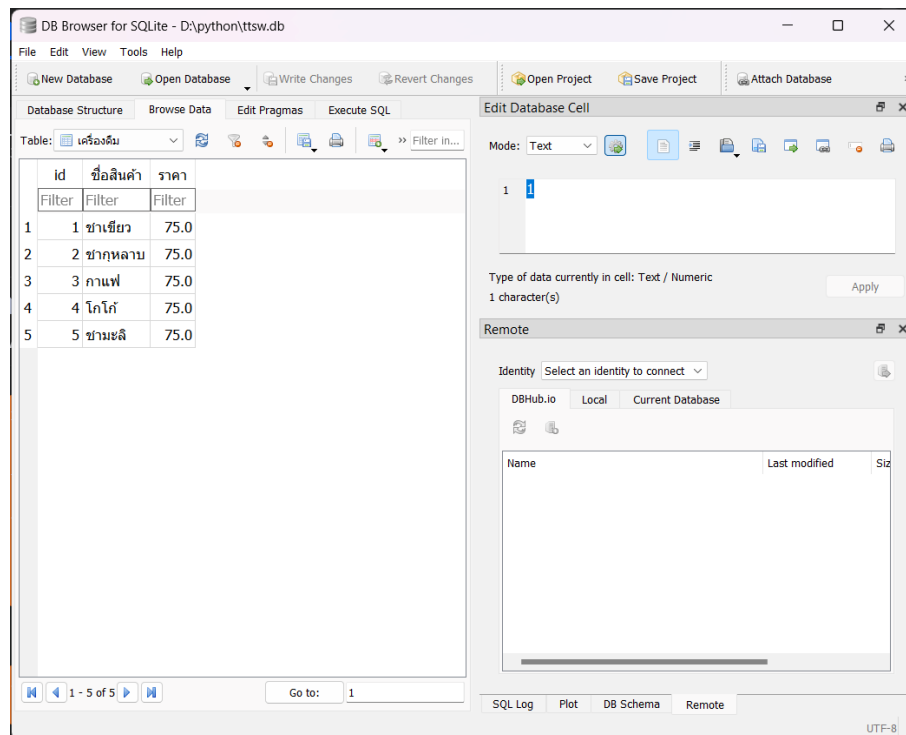 DB Browser for SQLite - D:\python\ttsw.db
File Edit View Tools Help
New Database Open Database Write Changes Revert Changes Open Project Save Project Attach Database
Database Structure Browse Data Edit Pragmas Execute SQL
Table: เครื่องดื่ม Filter in...
id ชื่อสินค้า ราคา
Filter Filter Filter
1 1 ชาเขียว 75.0
2 2 ชากุหลาบ 75.0
3 3 กาแฟ 75.0
4 4 โกโก้ 75.0
5 5 ชามะลิ 75.0
1 - 5 of 5 Go to: 1
Edit Database Cell
Mode: Text
1 1
Type of data currently in cell: Text / Numeric
1 character(s)
Apply
Remote
Identity Select an identity to connect
DBHub.io Local Current Database
Name Last modified Siz
SQL Log Plot DB Schema Remote
UTF-8